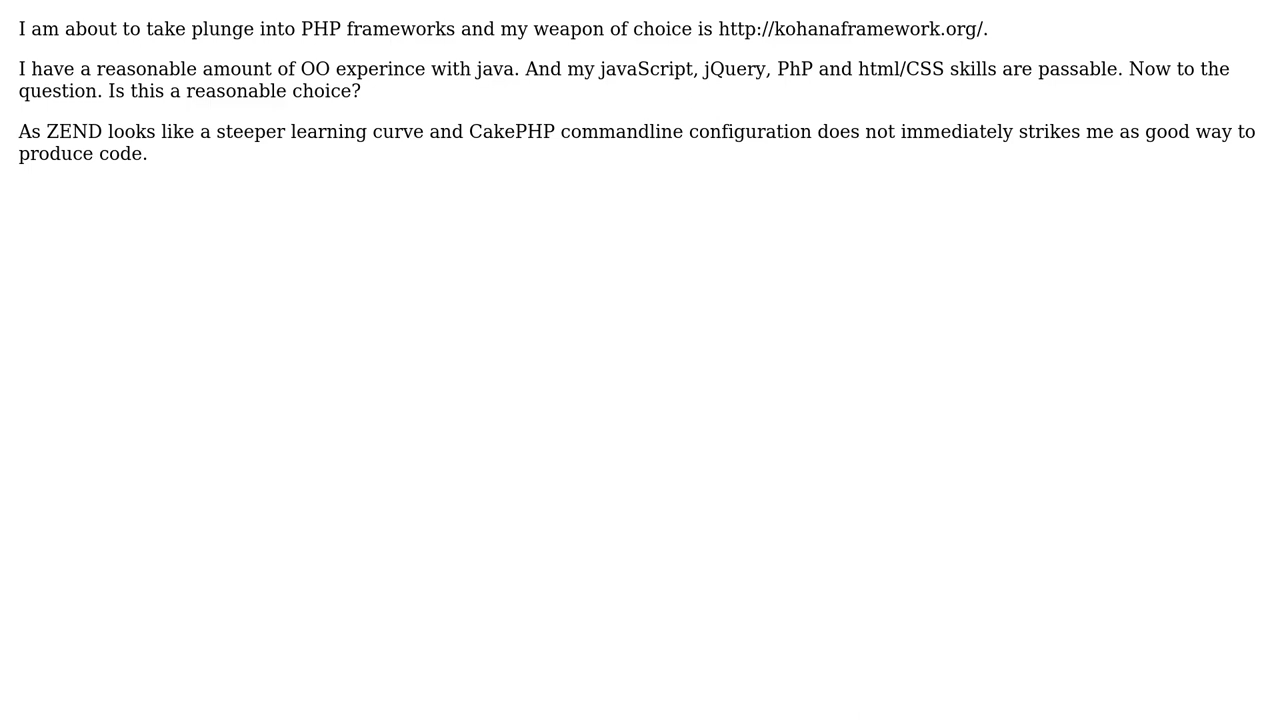 I am about to take plunge into PHP frameworks and my weapon of choice is http://kohanaframework.org/.
I have a reasonable amount of OO experince with java. And my javaScript, jQuery, PhP and html/CSS skills are passable. Now to the
question. Is this a reasonable choice?
As ZEND looks like a steeper learning curve and CakePHP commandline configuration does not immediately strikes me as good way to
produce code.